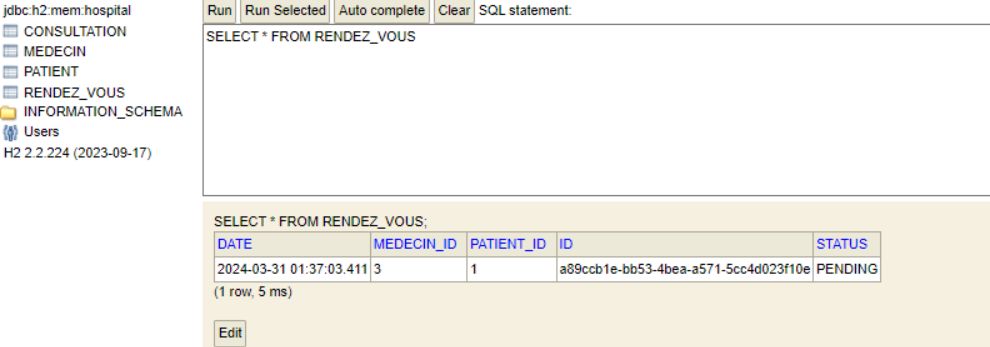 jdbc:h2:mem:hospital
CONSULTATION
MEDECIN
PATIENT
RENDEZ_VOUS
INFORMATION_SCHEMA
Users
H2 2.2.224 (2023-09-17)
Run Run Selected Auto complete Clear SQL statement:
SELECT * FROM RENDEZ_VOUS
SELECT * FROM RENDEZ_VOUS;
DATE MEDECIN_ID PATIENT_ID ID STATUS
2024-03-31 01:37:03.411 3 1 a89ccb1e-bb53-4bea-a571-5cc4d023f10e PENDING
(1 row, 5 ms)
Edit